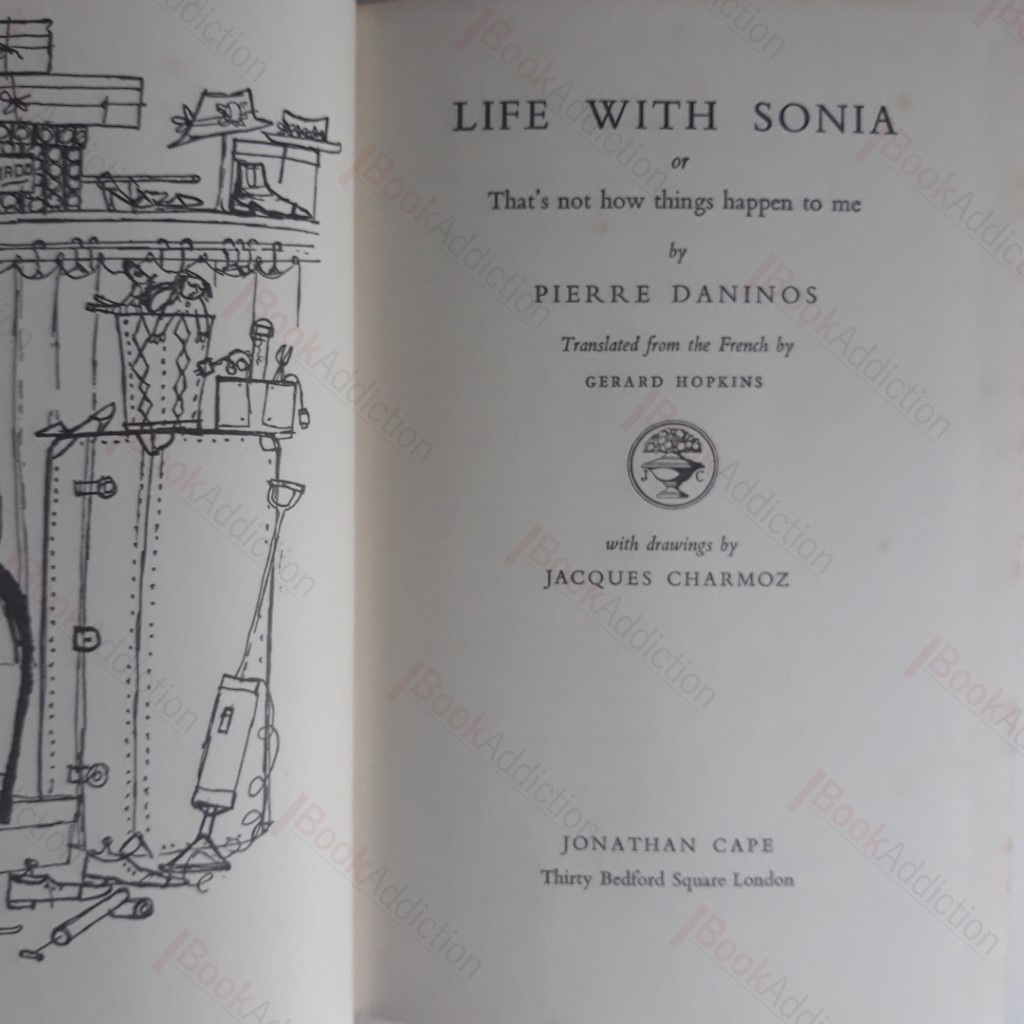 LIFE WITH SONIA
or
That's not how things happen to me
by
PIERRE DANINOS
Translated from the French by
GERARD HOPKINS
J C
with drawings by
JACQUES CHARMOZ
JONATHAN CAPE
Thirty Bedford Square London
BookAddiction